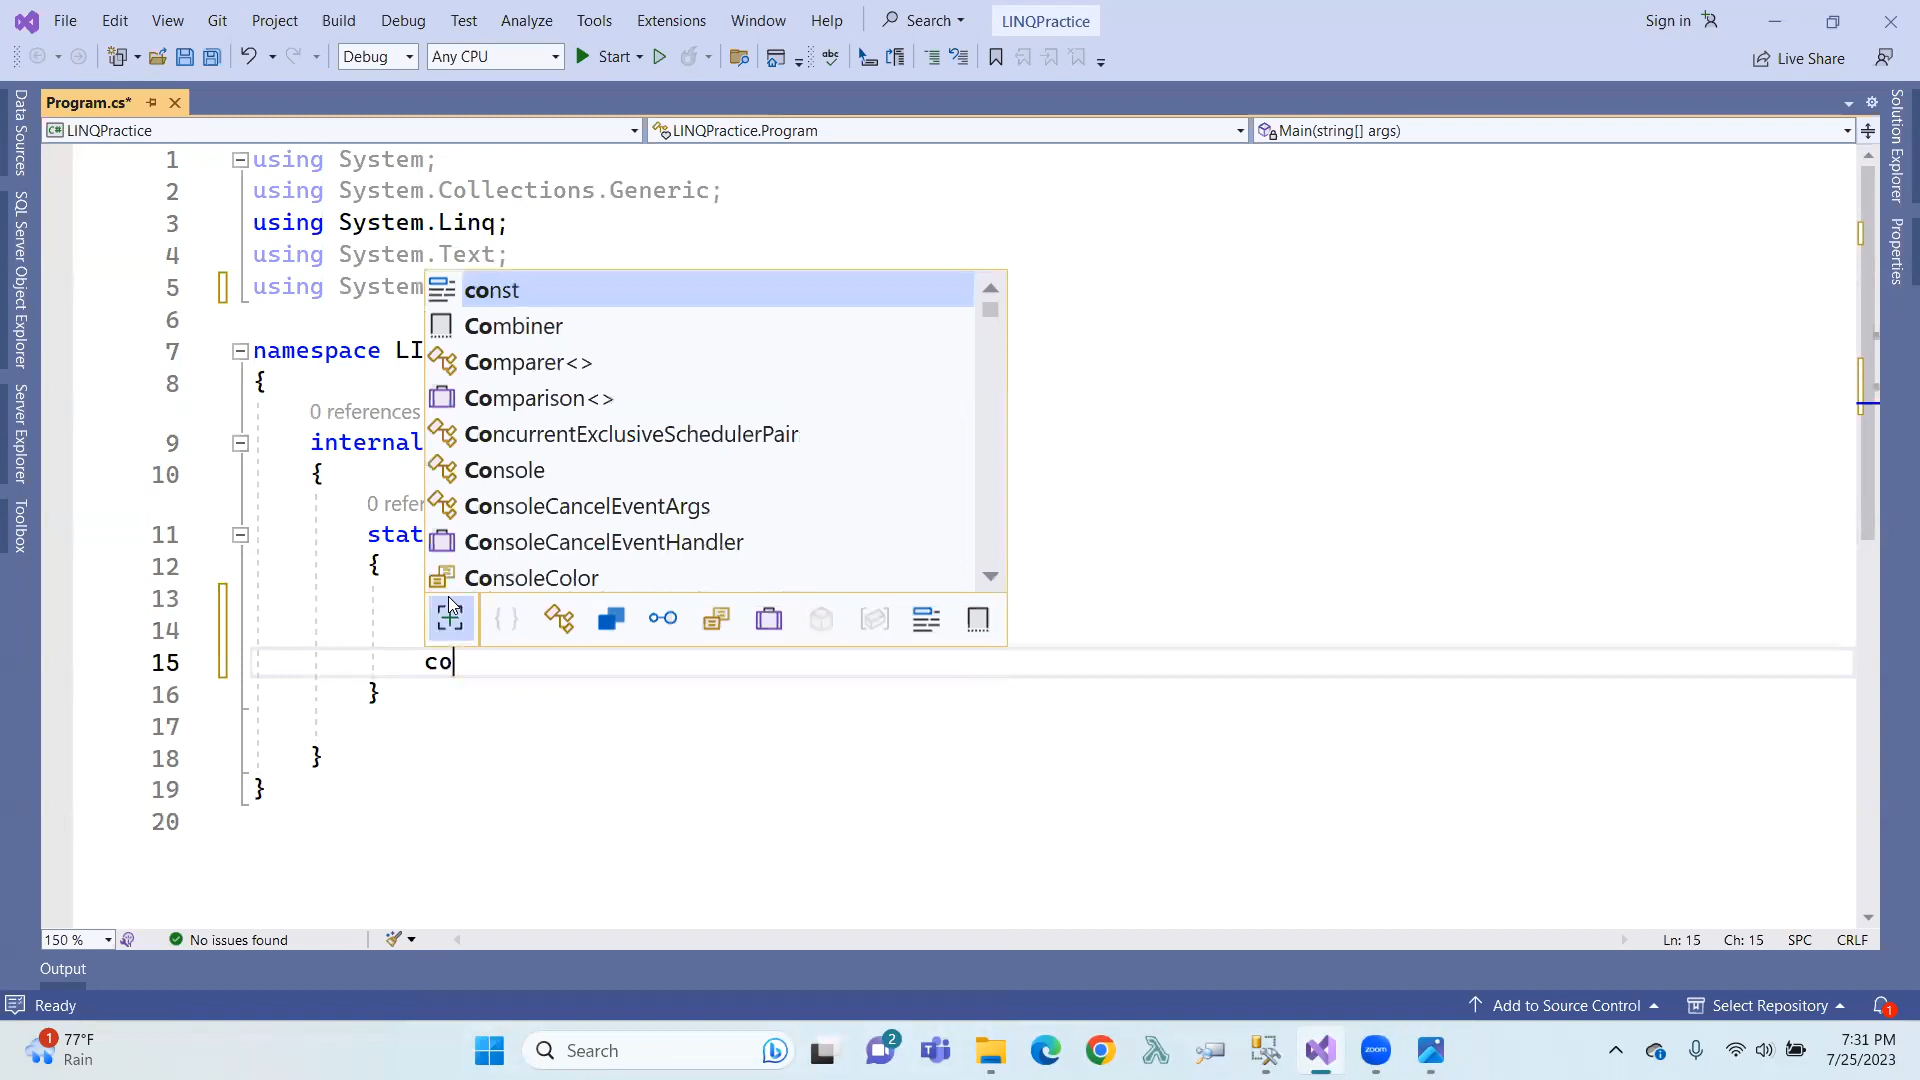 File Edit View Git Project Build Debug Test Analyze Tools Extensions Window Help Search LINQPractice Sign in
Debug Any CPU Start abc Live Share
Program.cs*
C# LINQPractice LINQPractice.Program Main(string[] args)
Data Sources
SQL Server Object Explorer
Server Explorer
Toolbox
Solution Explorer
Properties
1 using System;
2 using System.Collections.Generic;
3 using System.Linq;
4 using System.Text;
5 using System
6
7 namespace LI
8 {
0 references
9 internal
10 {
0 refer
11 stat
12 {
13
14
15 co
16 }
17
18 }
19 }
20
const
Combiner
Comparer<>
Comparison<>
ConcurrentExclusiveSchedulerPair
Console
ConsoleCancelEventArgs
ConsoleCancelEventHandler
ConsoleColor
150 % No issues found Ln: 15 Ch: 15 SPC CRLF
Output
Ready Add to Source Control Select Repository 1
1 77°F Search 2 zoom 7:31 PM
Rain 7/25/2023